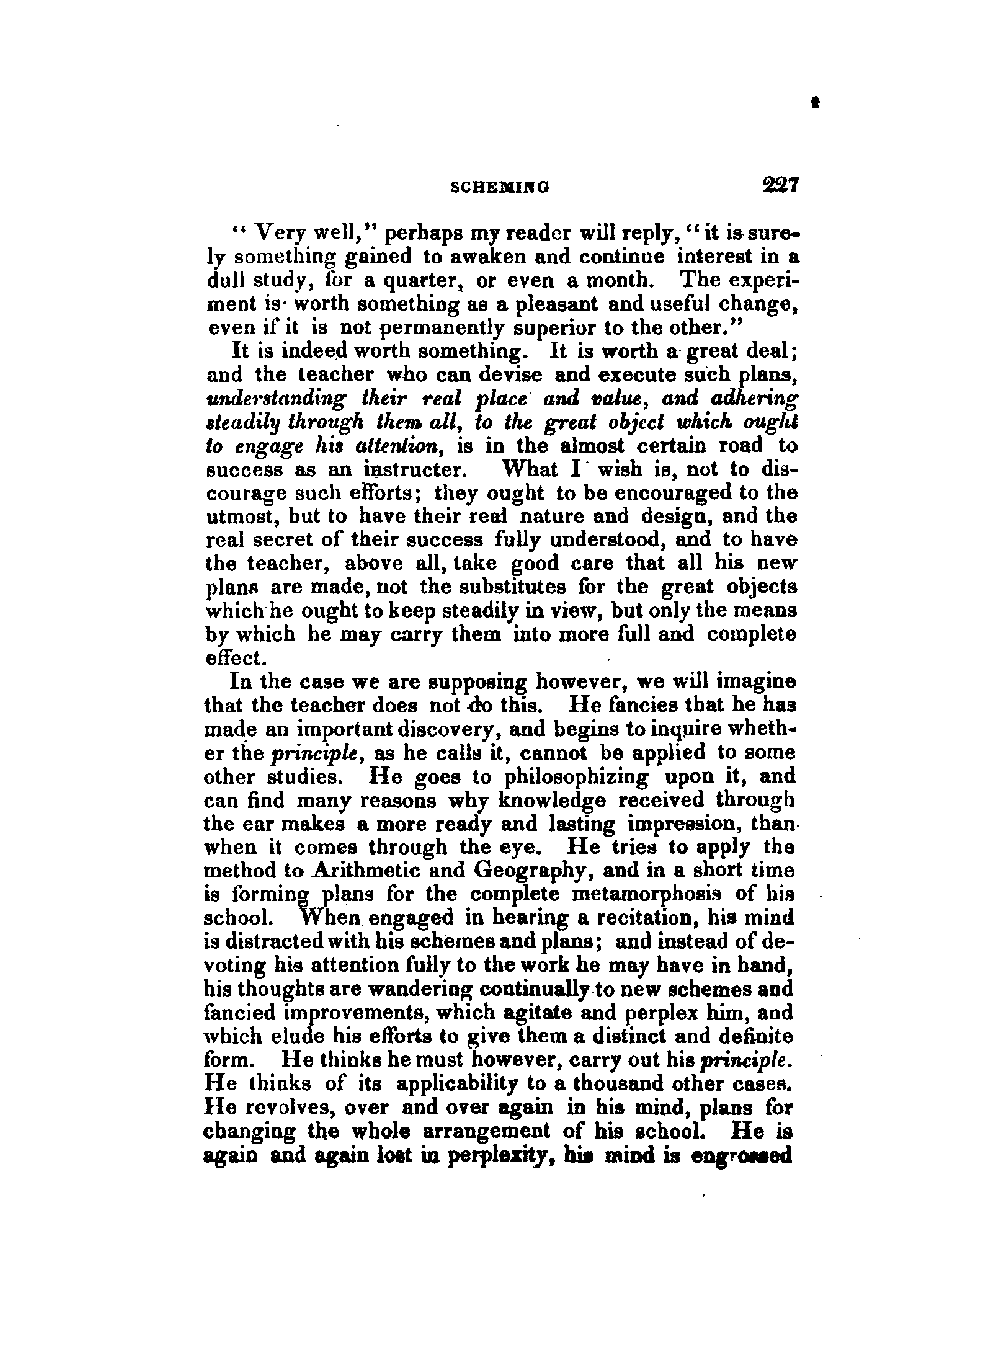 SCHEMING 227
“ Very well,” perhaps my reader will reply, “it is sure-
ly something gained to awaken and continue interest in a
dull study, for a quarter, or even a month. The experi-
ment is worth something as a pleasant and useful change,
even if it is not permanently superior to the other.”
It is indeed worth something. It is worth a great deal;
and the teacher who can devise and execute such plans,
understanding their real place and value, and adhering
steadily through them all, to the great object which ought
to engage his attention, is in the almost certain road to
success as an instructer. What I wish is, not to dis-
courage such efforts; they ought to be encouraged to the
utmost, but to have their real nature and design, and the
real secret of their success fully understood, and to have
the teacher, above all, take good care that all his new
plans are made, not the substitutes for the great objects
which he ought to keep steadily in view, but only the means
by which he may carry them into more full and complete
effect.
In the case we are supposing however, we will imagine
that the teacher does not do this. He fancies that he has
made an important discovery, and begins to inquire wheth-
er the principle, as he calls it, cannot be applied to some
other studies. He goes to philosophizing upon it, and
can find many reasons why knowledge received through
the ear makes a more ready and lasting impression, than
when it comes through the eye. He tries to apply the
method to Arithmetic and Geography, and in a short time
is forming plans for the complete metamorphosis of his
school. When engaged in hearing a recitation, his mind
is distracted with his schemes and plans; and instead of de-
voting his attention fully to the work he may have in hand,
his thoughts are wandering continually to new schemes and
fancied improvements, which agitate and perplex him, and
which elude his efforts to give them a distinct and definite
form. He thinks he must however, carry out his principle.
He thinks of its applicability to a thousand other cases.
He revolves, over and over again in his mind, plans for
changing the whole arrangement of his school. He is
again and again lost in perplexity, his mind is engrossed